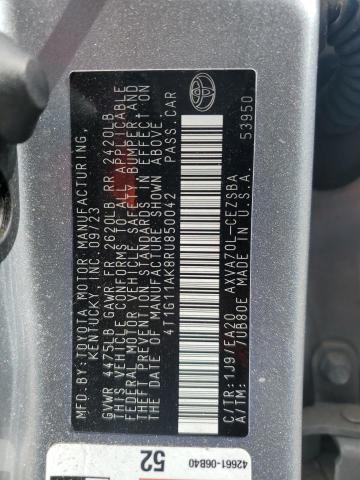 MFD. BY: TOYOTA MOTOR MANUFACTURING,
KENTUCKY, INC. 09/23
GVWR 4475LB GAWR FR 2620LB RR 2420LB
THIS VEHICLE CONFORMS TO ALL APPLICABLE
FEDERAL MOTOR VEHICLE SAFETY, BUMPER, AND
THEFT PREVENTION STANDARDS IN EFFECT ON
THE DATE OF MANUFACTURE SHOWN ABOVE.
4T1G11AK8RU850042 PASS. CAR
C/TR: 1J9/EA20 AXVA70L-CEZSBA
A/TM: /UB80E MADE IN U.S.A.
53950
52
42661-06B40